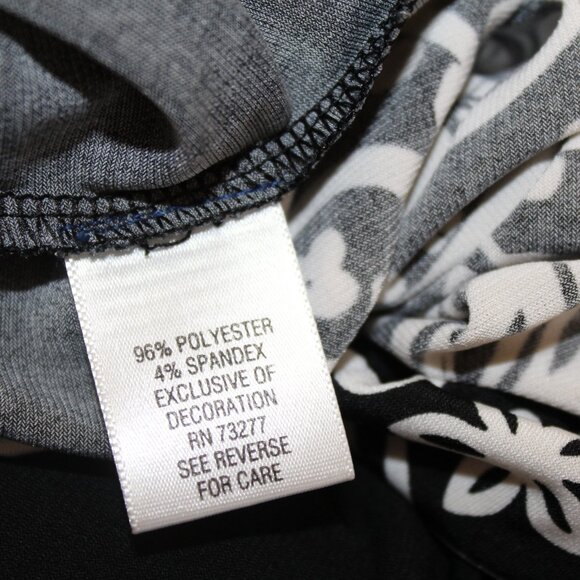 96% POLYESTER
4% SPANDEX
EXCLUSIVE OF
DECORATION
RN 73277
SEE REVERSE
FOR CARE